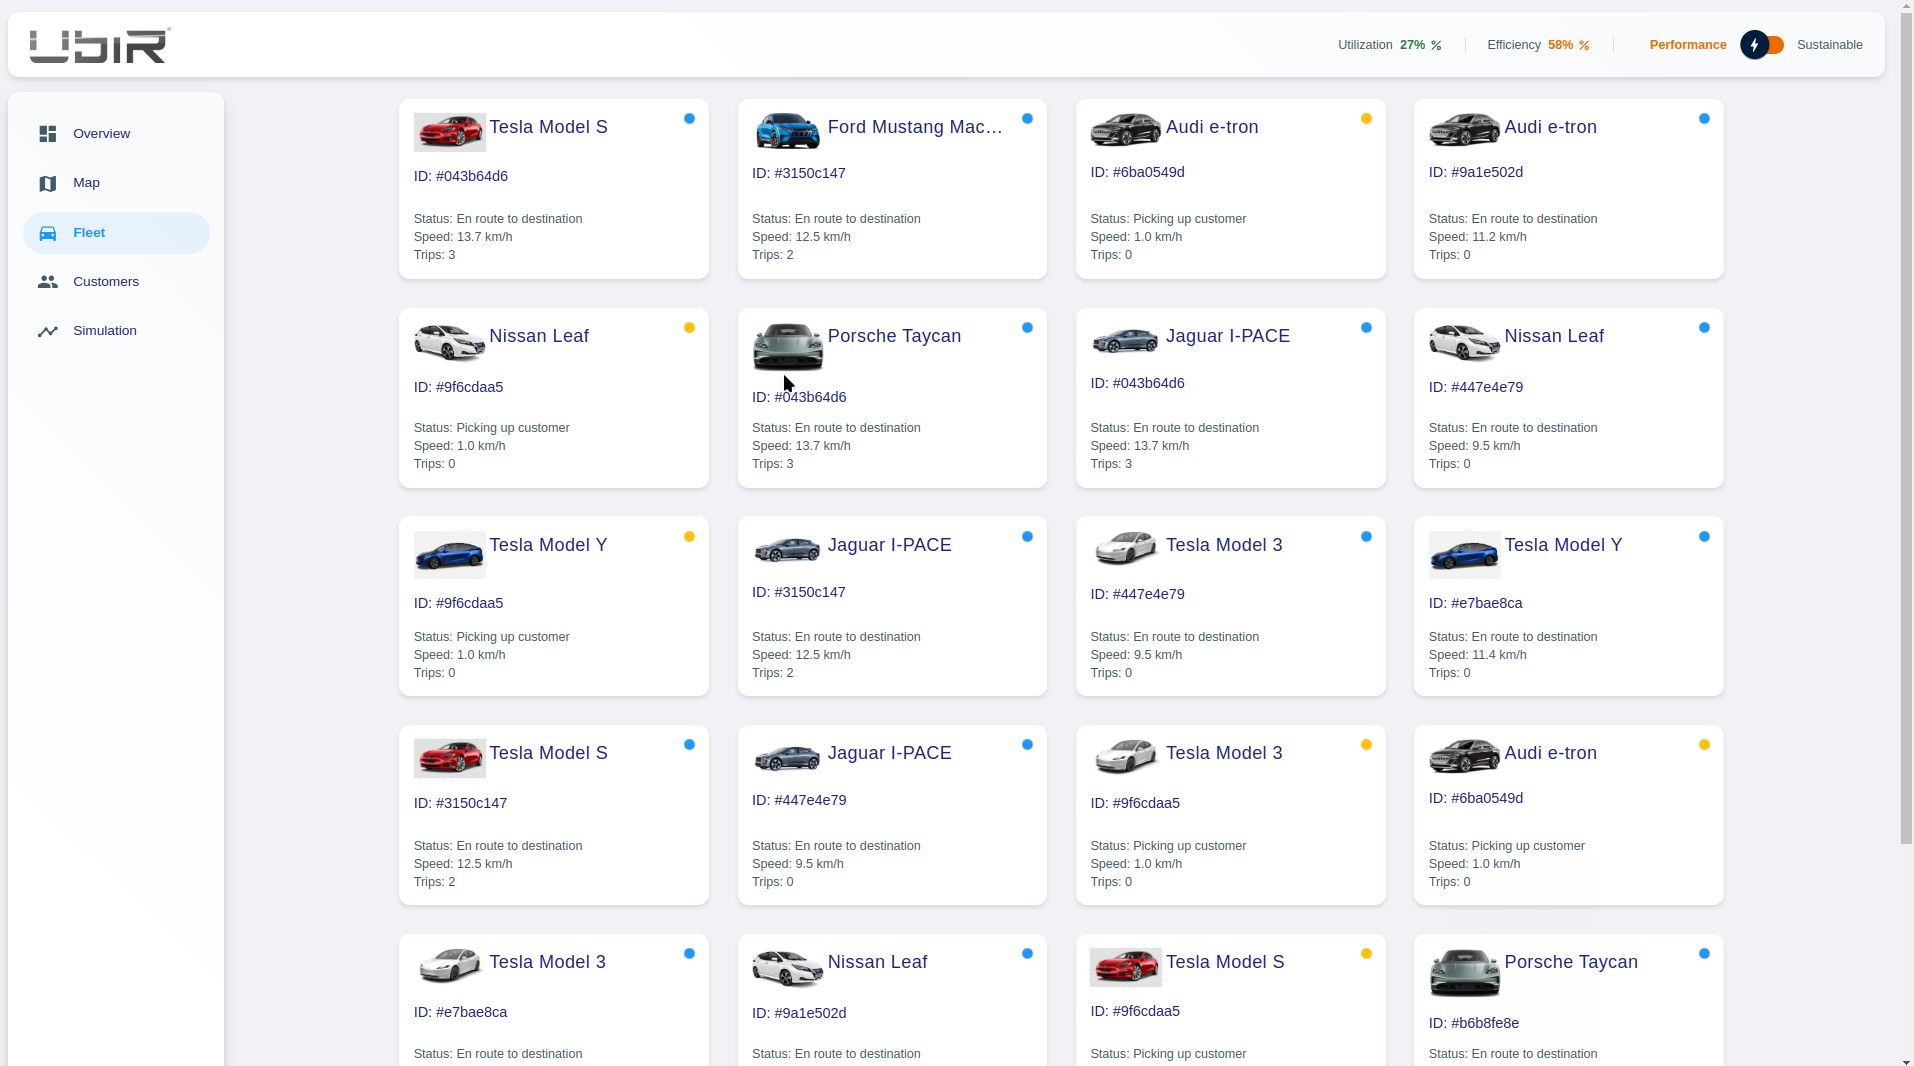 UbiR
Utilization 27% %
Efficiency 58% %
Performance
Sustainable
Overview
Map
Fleet
Customers
Simulation
Tesla Model S
ID: #043b64d6
Status: En route to destination
Speed: 13.7 km/h
Trips: 3
Ford Mustang Mac...
ID: #3150c147
Status: En route to destination
Speed: 12.5 km/h
Trips: 2
Audi e-tron
ID: #6ba0549d
Status: Picking up customer
Speed: 1.0 km/h
Trips: 0
Audi e-tron
ID: #9a1e502d
Status: En route to destination
Speed: 11.2 km/h
Trips: 0
Nissan Leaf
ID: #9f6cdaa5
Status: Picking up customer
Speed: 1.0 km/h
Trips: 0
Porsche Taycan
ID: #043b64d6
Status: En route to destination
Speed: 13.7 km/h
Trips: 3
Jaguar I-PACE
ID: #043b64d6
Status: En route to destination
Speed: 13.7 km/h
Trips: 3
Nissan Leaf
ID: #447e4e79
Status: En route to destination
Speed: 9.5 km/h
Trips: 0
Tesla Model Y
ID: #9f6cdaa5
Status: Picking up customer
Speed: 1.0 km/h
Trips: 0
Jaguar I-PACE
ID: #3150c147
Status: En route to destination
Speed: 12.5 km/h
Trips: 2
Tesla Model 3
ID: #447e4e79
Status: En route to destination
Speed: 9.5 km/h
Trips: 0
Tesla Model Y
ID: #e7bae8ca
Status: En route to destination
Speed: 11.4 km/h
Trips: 0
Tesla Model S
ID: #3150c147
Status: En route to destination
Speed: 12.5 km/h
Trips: 2
Jaguar I-PACE
ID: #447e4e79
Status: En route to destination
Speed: 9.5 km/h
Trips: 0
Tesla Model 3
ID: #9f6cdaa5
Status: Picking up customer
Speed: 1.0 km/h
Trips: 0
Audi e-tron
ID: #6ba0549d
Status: Picking up customer
Speed: 1.0 km/h
Trips: 0
Tesla Model 3
ID: #e7bae8ca
Status: En route to destination
Nissan Leaf
ID: #9a1e502d
Status: En route to destination
Tesla Model S
ID: #9f6cdaa5
Status: Picking up customer
Porsche Taycan
ID: #b6b8fe8e
Status: En route to destination